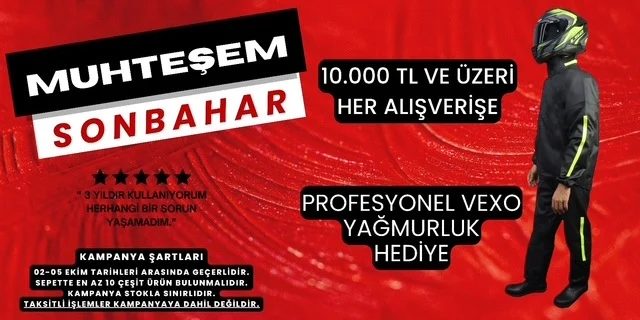 MUHTEŞEM
SONBAHAR
" 3 YILDIR KULLANIYORUM
HERHANGİ BİR SORUN
YAŞAMADIM."
KAMPANYA ŞARTLARI
02-05 EKİM TARİHLERİ ARASINDA GEÇERLİDİR.
SEPETTE EN AZ 10 ÇEŞİT ÜRÜN BULUNMALIDIR.
KAMPANYA STOKLA SINIRLIDIR.
TAKSİTLİ İŞLEMLER KAMPANYAYA DAHİL DEĞİLDİR.
10.000 TL VE ÜZERİ
HER ALIŞVERİŞE
PROFESYONEL VEXO
YAĞMURLUK
HEDİYE